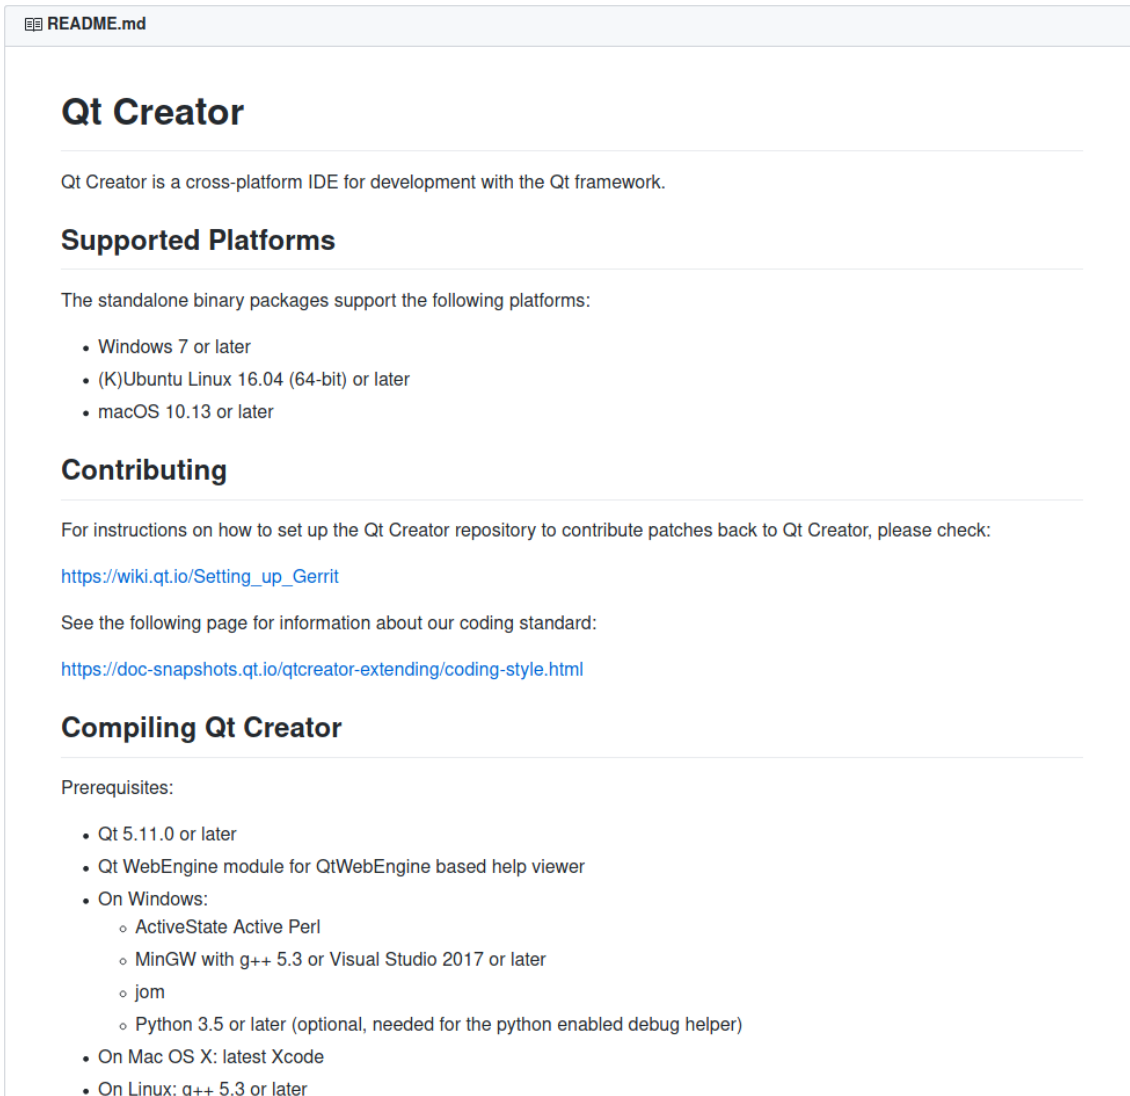 README.md
Qt Creator
Qt Creator is a cross-platform IDE for development with the Qt framework.
Supported Platforms
The standalone binary packages support the following platforms:
• Windows 7 or later
• (K)Ubuntu Linux 16.04 (64-bit) or later
• macOS 10.13 or later
Contributing
For instructions on how to set up the Qt Creator repository to contribute patches back to Qt Creator, please check:
https://wiki.qt.io/Setting_up_Gerrit
See the following page for information about our coding standard:
https://doc-snapshots.qt.io/qtcreator-extending/coding-style.html
Compiling Qt Creator
Prerequisites:
• Qt 5.11.0 or later
• Qt WebEngine module for QtWebEngine based help viewer
• On Windows:
◦ ActiveState Active Perl
◦ MinGW with g++ 5.3 or Visual Studio 2017 or later
◦ jom
◦ Python 3.5 or later (optional, needed for the python enabled debug helper)
• On Mac OS X: latest Xcode
• On Linux: g++ 5.3 or later